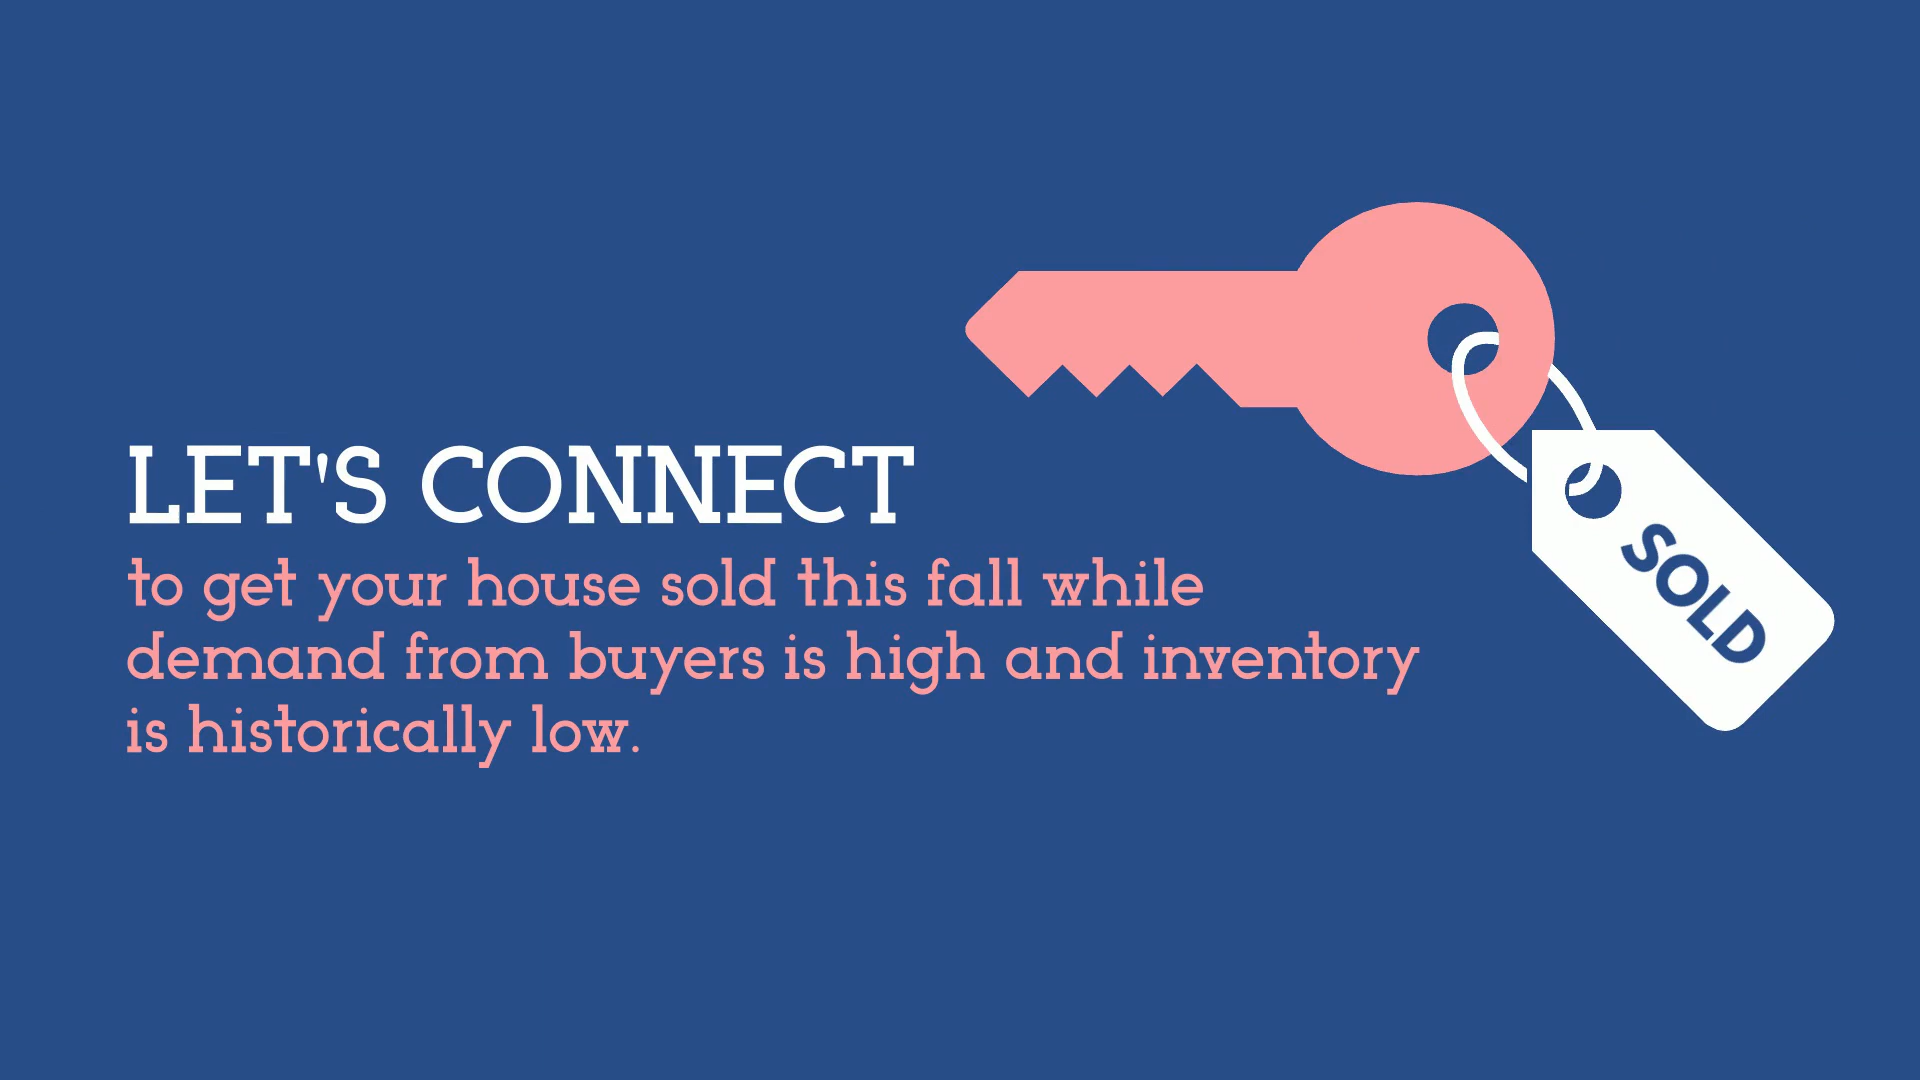 LET'S CONNECT
to get your house sold this fall while
demand from buyers is high and inventory
is historically low.
SOLD